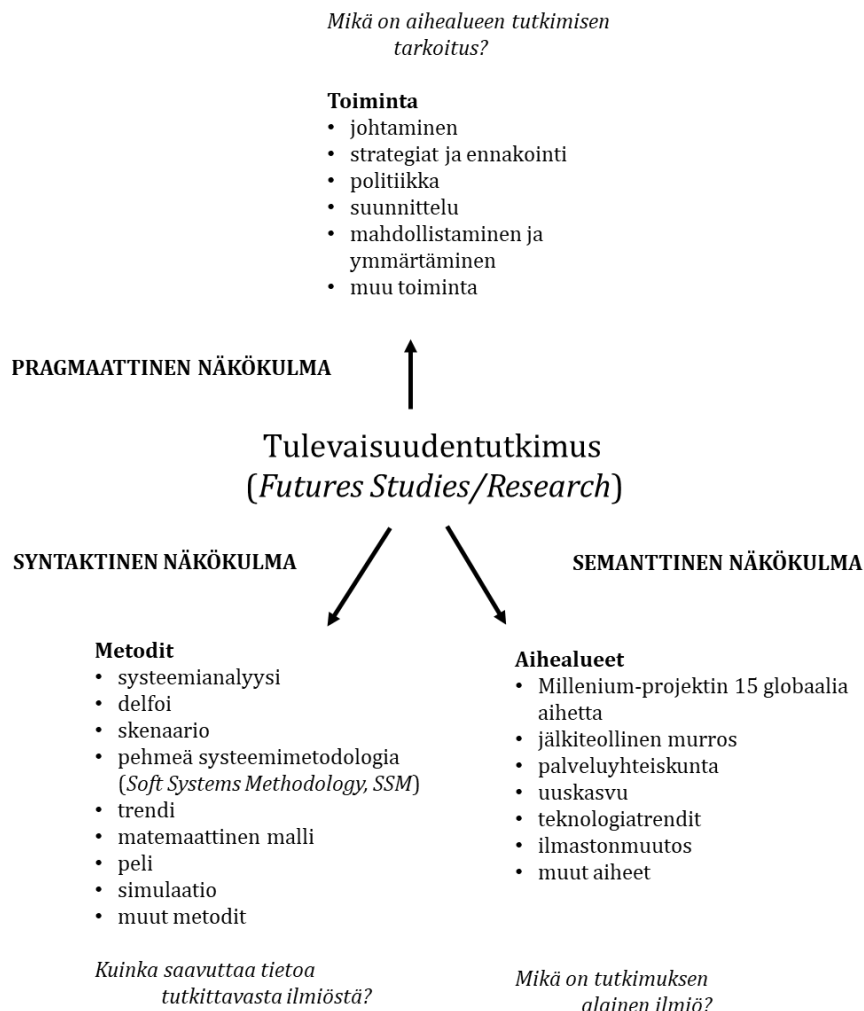 Mikä on aihealueen tutkimisen
tarkoitus?
Toiminta
• johtaminen
• strategiat ja ennakointi
• politiikka
• suunnittelu
• mahdollistaminen ja
ymmärtäminen
• muu toiminta
PRAGMAATTINEN NÄKÖKULMA
Tulevaisuudentutkimus
(Futures Studies/Research)
SYNTAKTINEN NÄKÖKULMA
SEMANTTINEN NÄKÖKULMA
Metodit
• systeemianalyysi
• delfoi
• skenaario
• pehmeä systeemimetodologia
(Soft Systems Methodology, SSM)
• trendi
• matemaattinen malli
• peli
• simulaatio
• muut metodit
Kuinka saavuttaa tietoa
tutkittavasta ilmiöstä?
Aihealueet
• Millenium-projektin 15 globaalia
aihetta
• jälkiteollinen murros
• palveluyhteiskunta
• uuskasvu
• teknologiatrendit
• ilmastonmuutos
• muut aiheet
Mikä on tutkimuksen
alainen ilmiö?